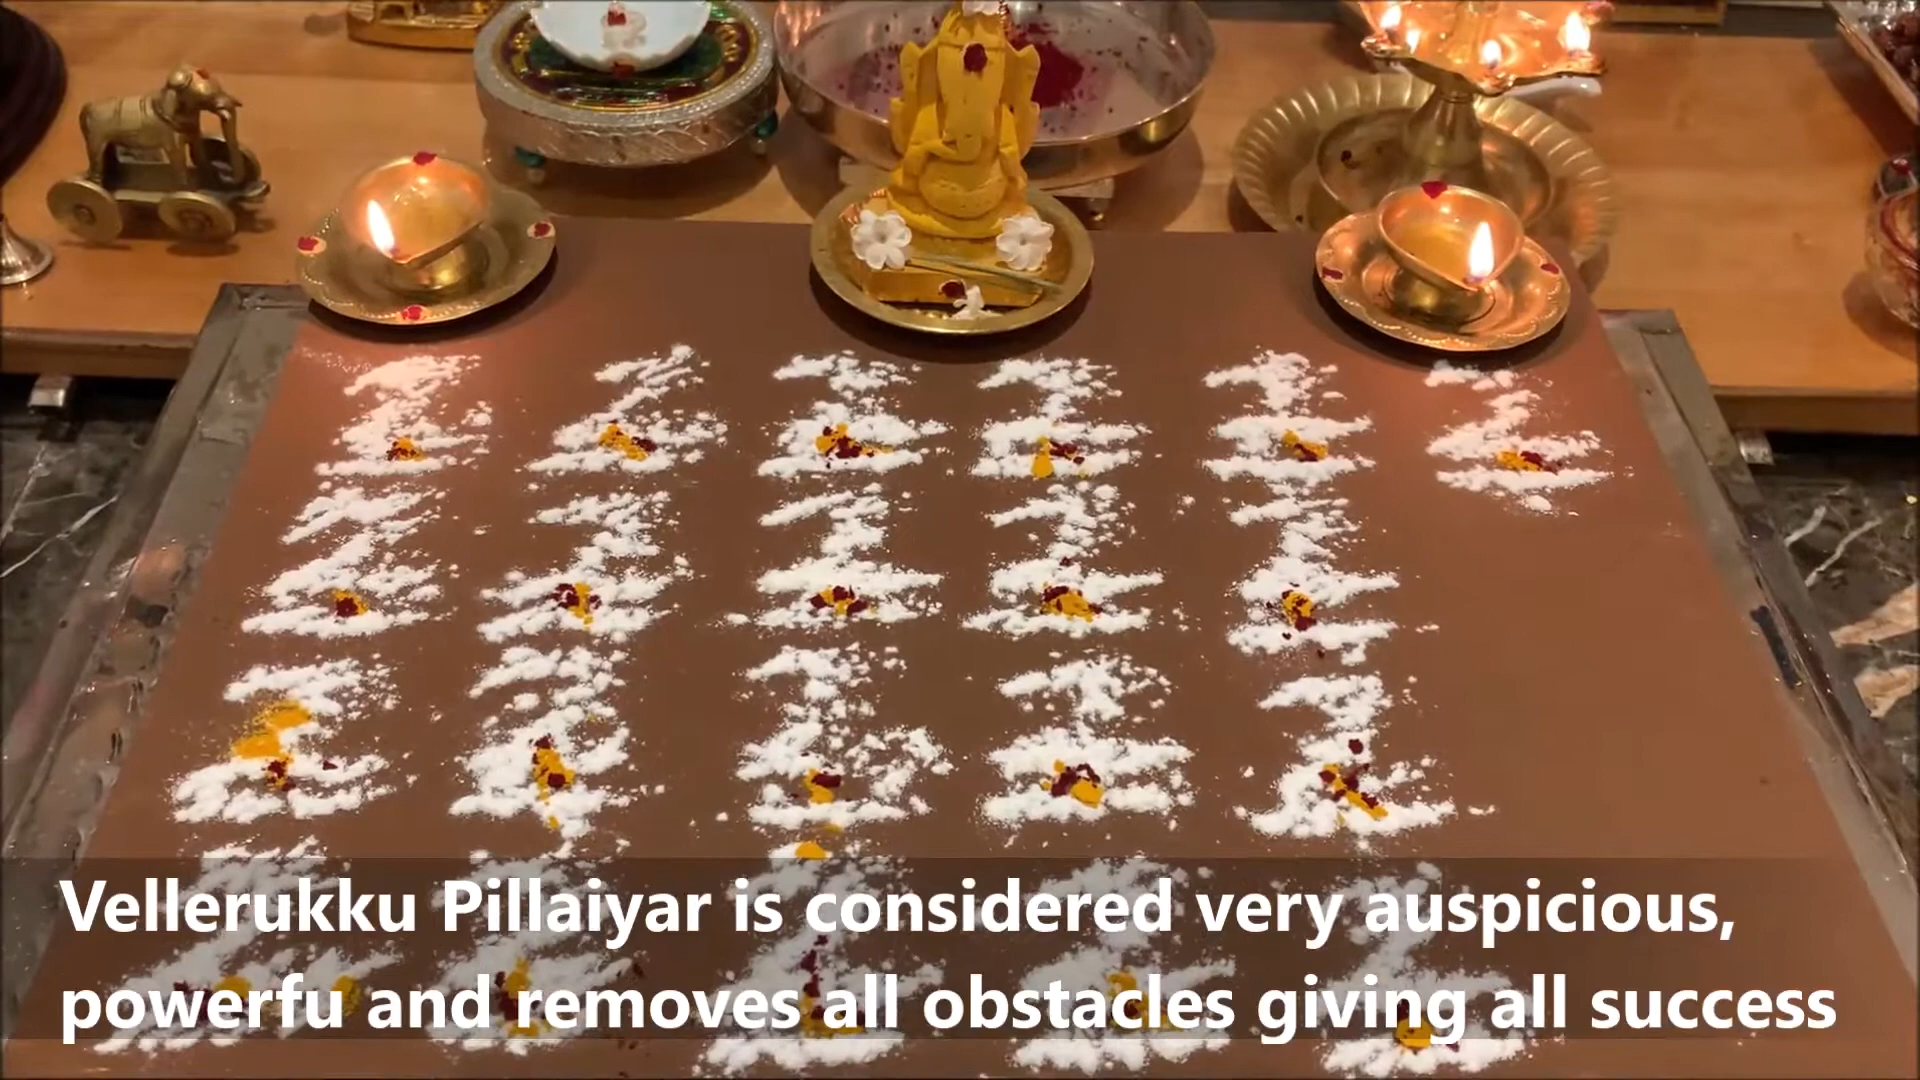 Vellerukku Pillaiyar is considered very auspicious,
powerfu and removes all obstacles giving all success